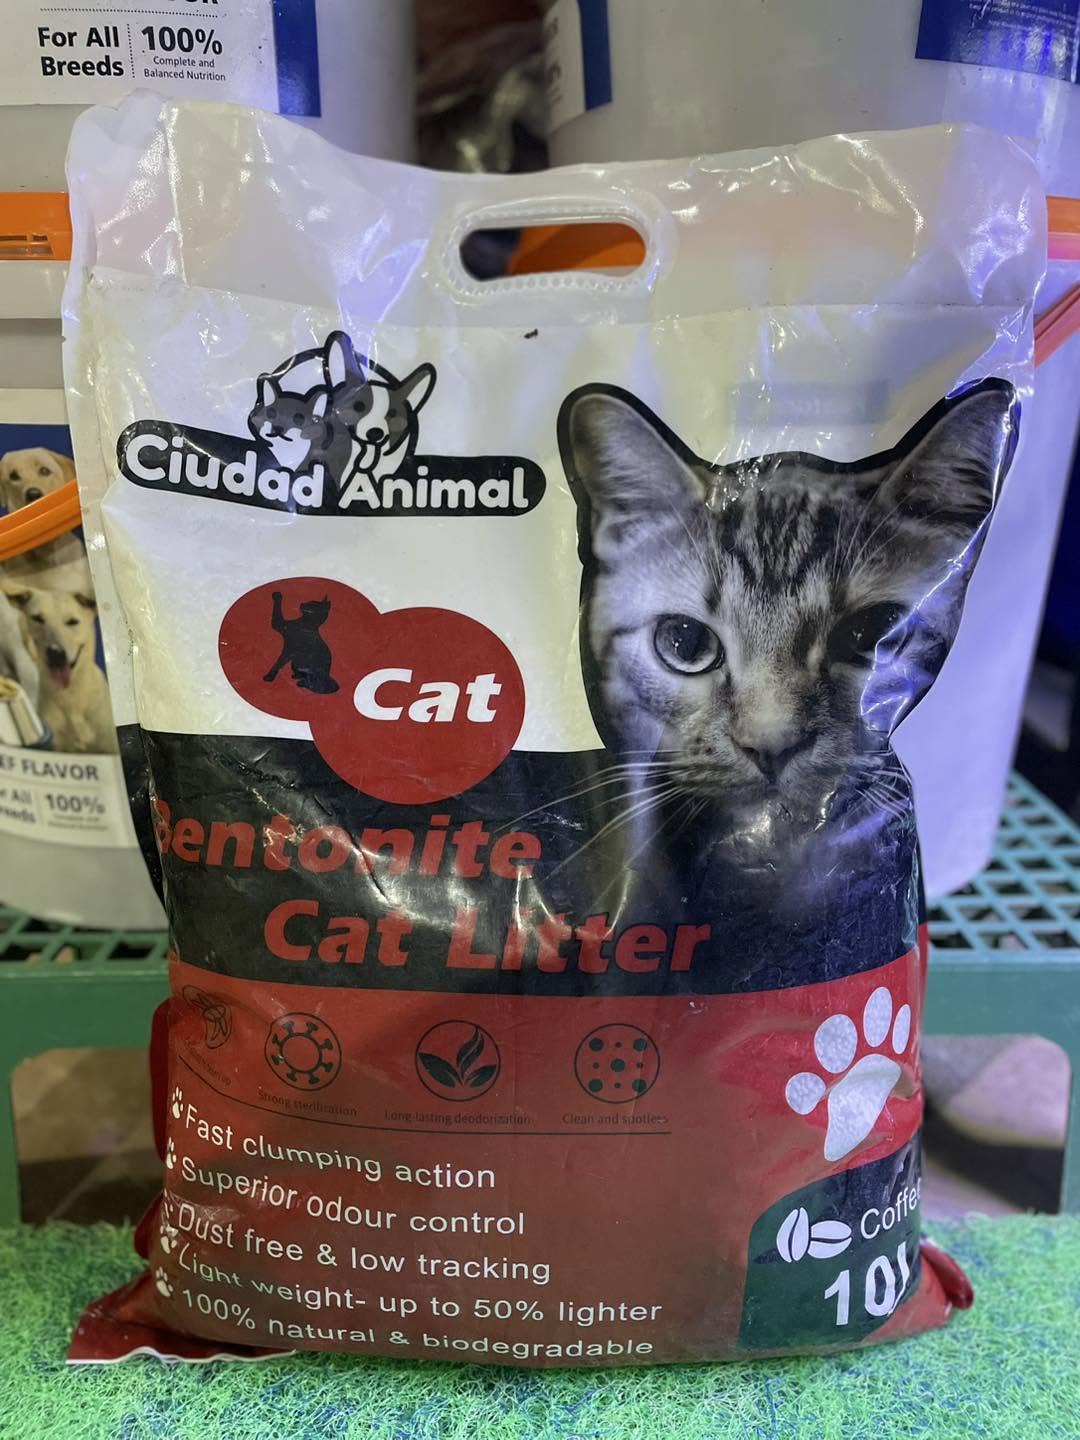 For All
Breeds
100%
Complete and
Balanced Nutrition
Ciudad Animal
Cat
Bentonite
Cat Litter
Strong sterilization
Long-lasting deodorization
Clean and spotless
Fast clumping action
Superior odour control
Dust free & low tracking
Light weight- up to 50% lighter
100% natural & biodegradable
Coffee
10L
FLAVOR
100%